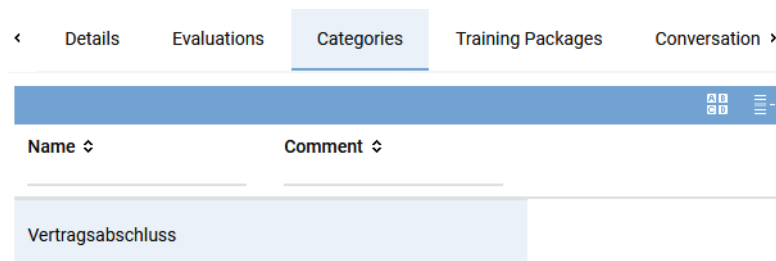 Details Evaluations Categories Training Packages Conversation
A B
C D
Name Comment
Vertragsabschluss